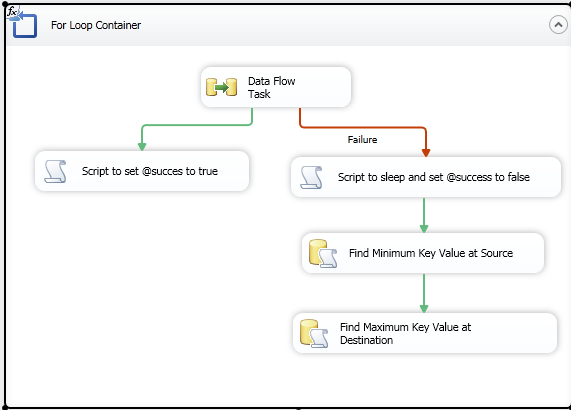 fx
For Loop Container
Data Flow
Task
Failure
Script to set @succes to true
Script to sleep and set @success to false
Find Minimum Key Value at Source
Find Maximum Key Value at
Destination